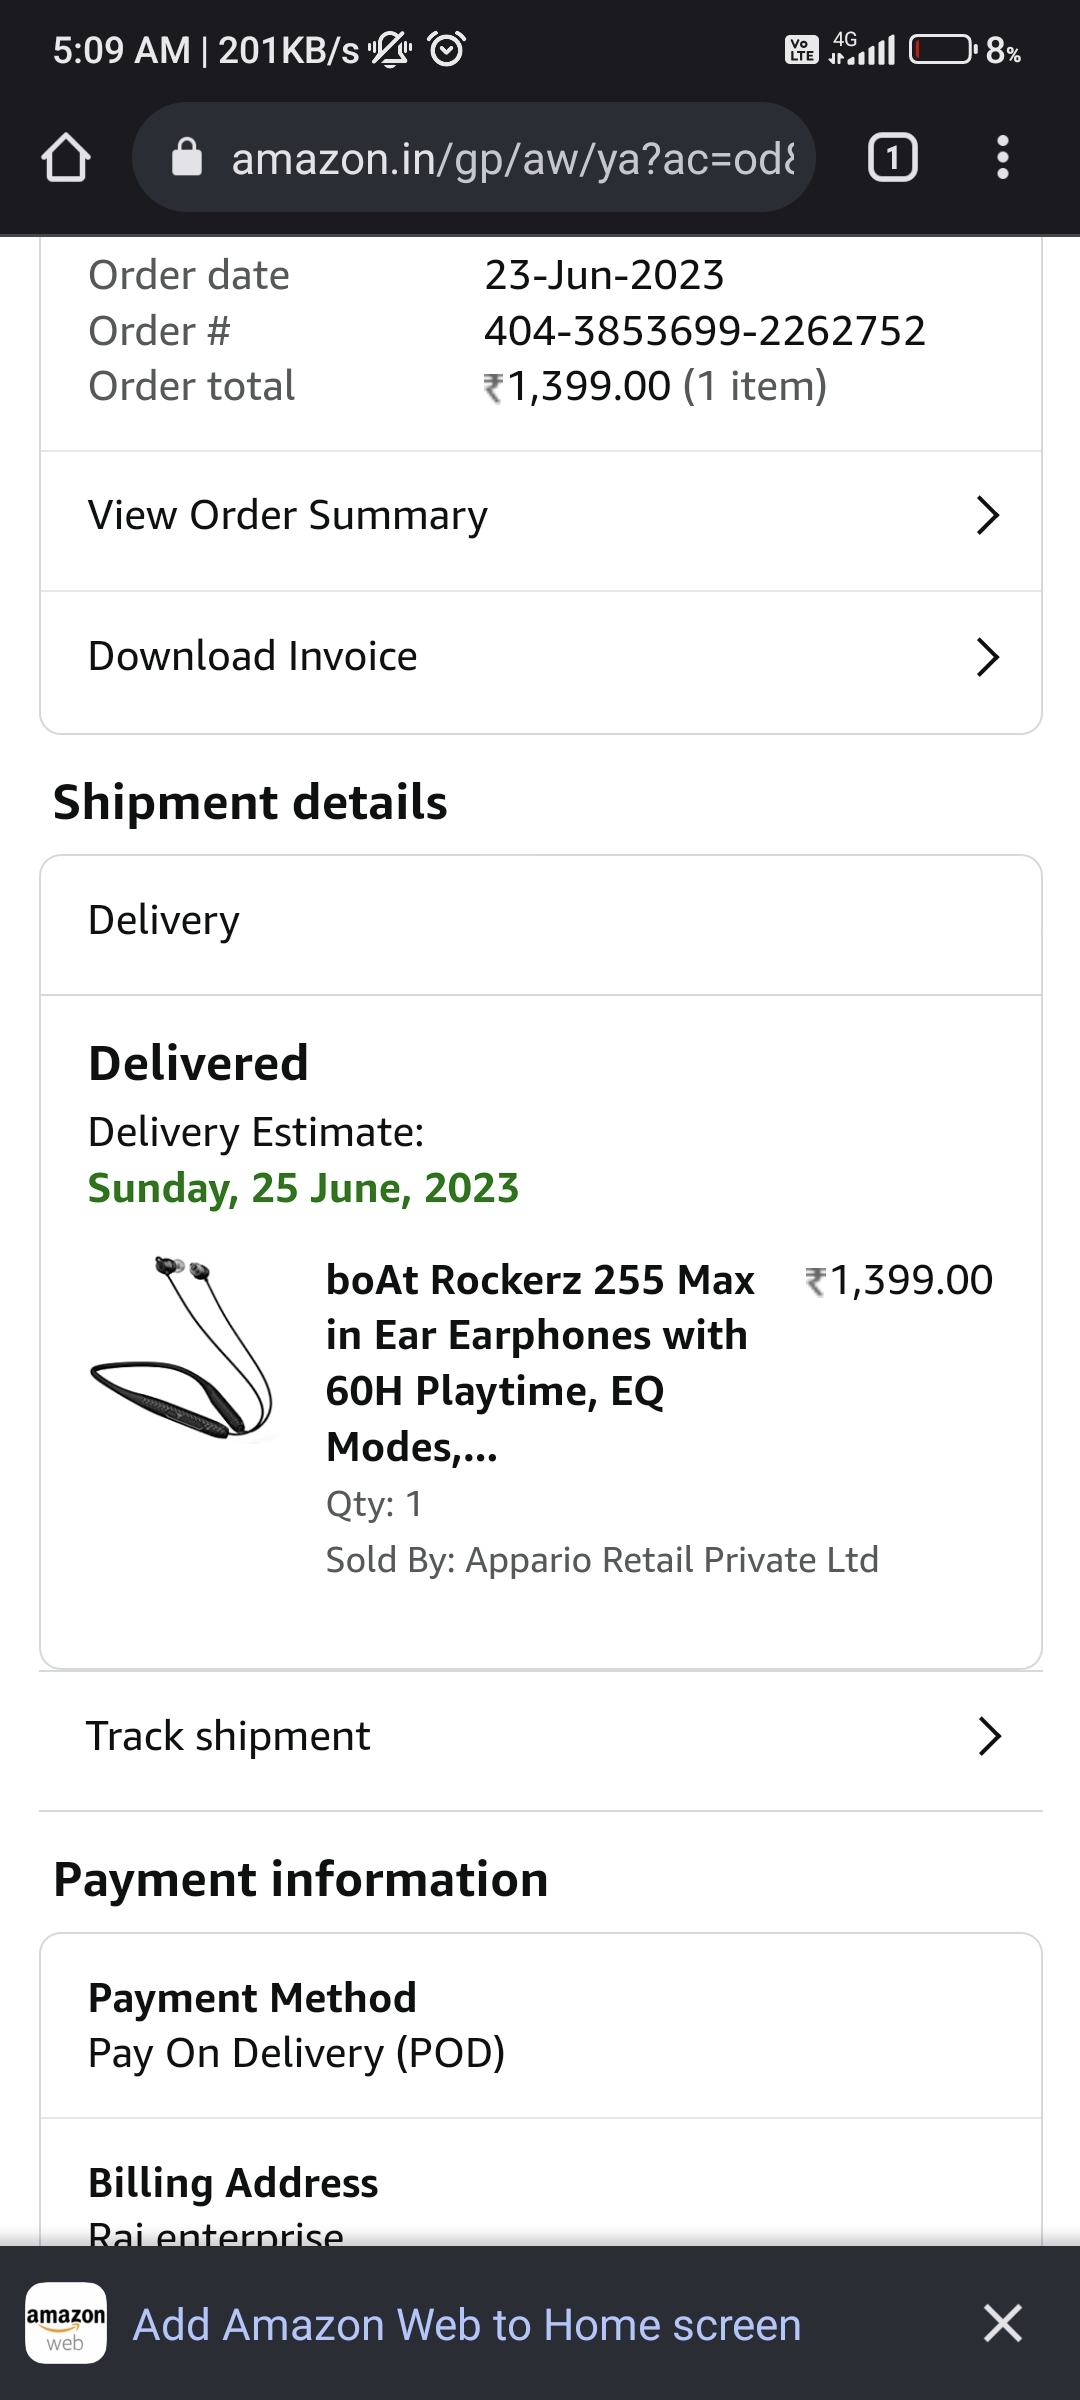 5:09 AM | 201KB/s
Vo LTE 4G 8%
amazon.in/gp/aw/ya?ac=od&
1
Order date 23-Jun-2023
Order # 404-3853699-2262752
Order total ₹1,399.00 (1 item)
View Order Summary
Download Invoice
Shipment details
Delivery
Delivered
Delivery Estimate:
Sunday, 25 June, 2023
boAt Rockerz 255 Max ₹1,399.00
in Ear Earphones with
60H Playtime, EQ
Modes,...
Qty: 1
Sold By: Appario Retail Private Ltd
Track shipment
Payment information
Payment Method
Pay On Delivery (POD)
Billing Address
Rai enterprise
amazon
web
Add Amazon Web to Home screen